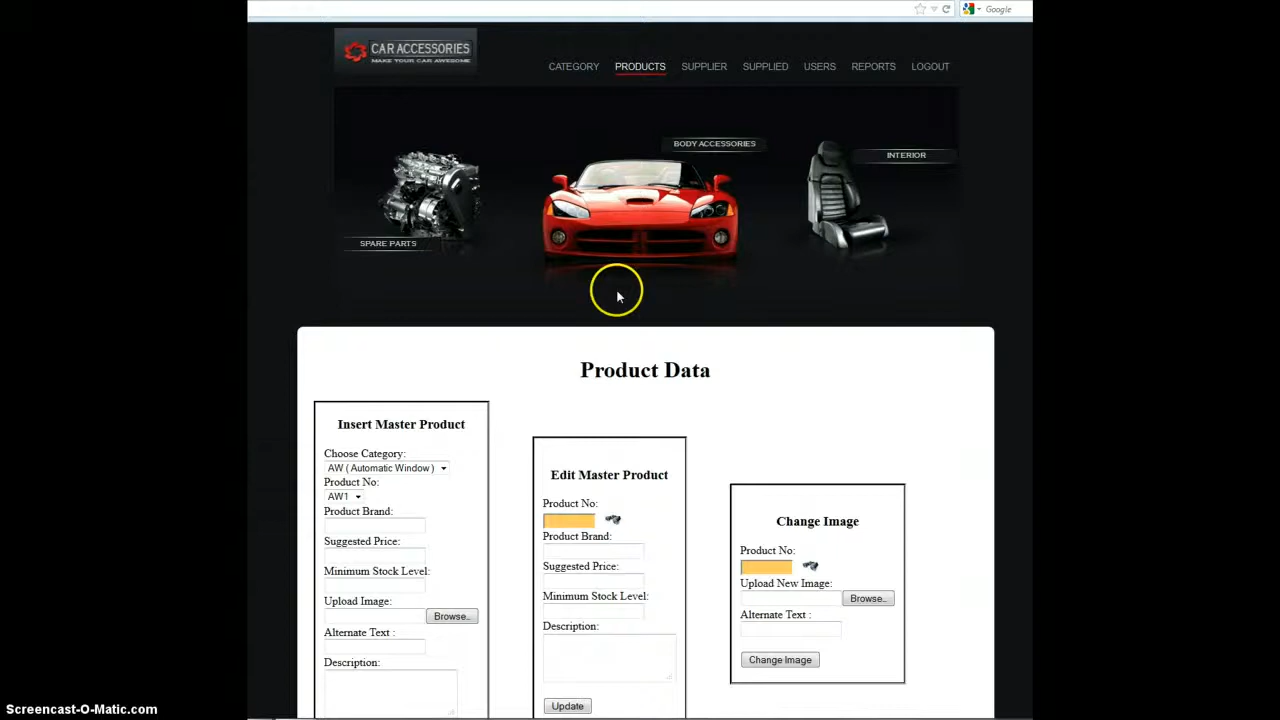 Google
CAR ACCESSORIES
MAKE YOUR CAR AWESOME
CATEGORY PRODUCTS SUPPLIER SUPPLIED USERS REPORTS LOGOUT
BODY ACCESSORIES
INTERIOR
SPARE PARTS
Product Data
Insert Master Product
Choose Category:
AW ( Automatic Window )
Product No:
AW1
Product Brand:
Suggested Price:
Minimum Stock Level:
Upload Image:
Browse..
Alternate Text :
Description:
Edit Master Product
Product No:
Product Brand:
Suggested Price:
Minimum Stock Level:
Description:
Update
Change Image
Product No:
Upload New Image:
Browse..
Alternate Text :
Change Image
Screencast-O-Matic.com